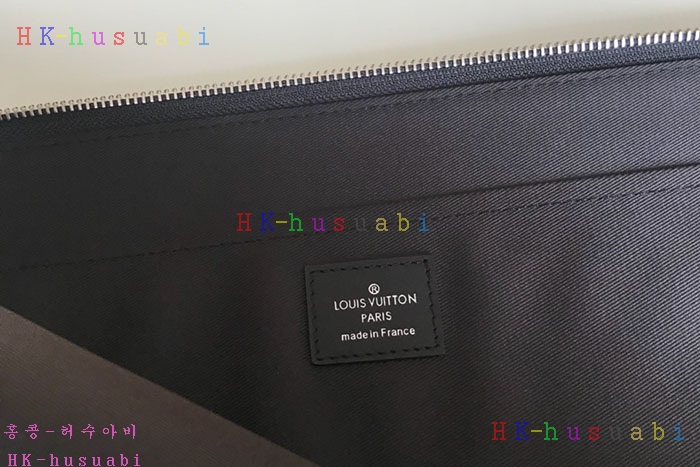 HK-husuabi
HK-husuabi
®
LOUIS VUITTON
PARIS
made in France
홍콩-허수아비
HK-husuabi
HK-husuabi